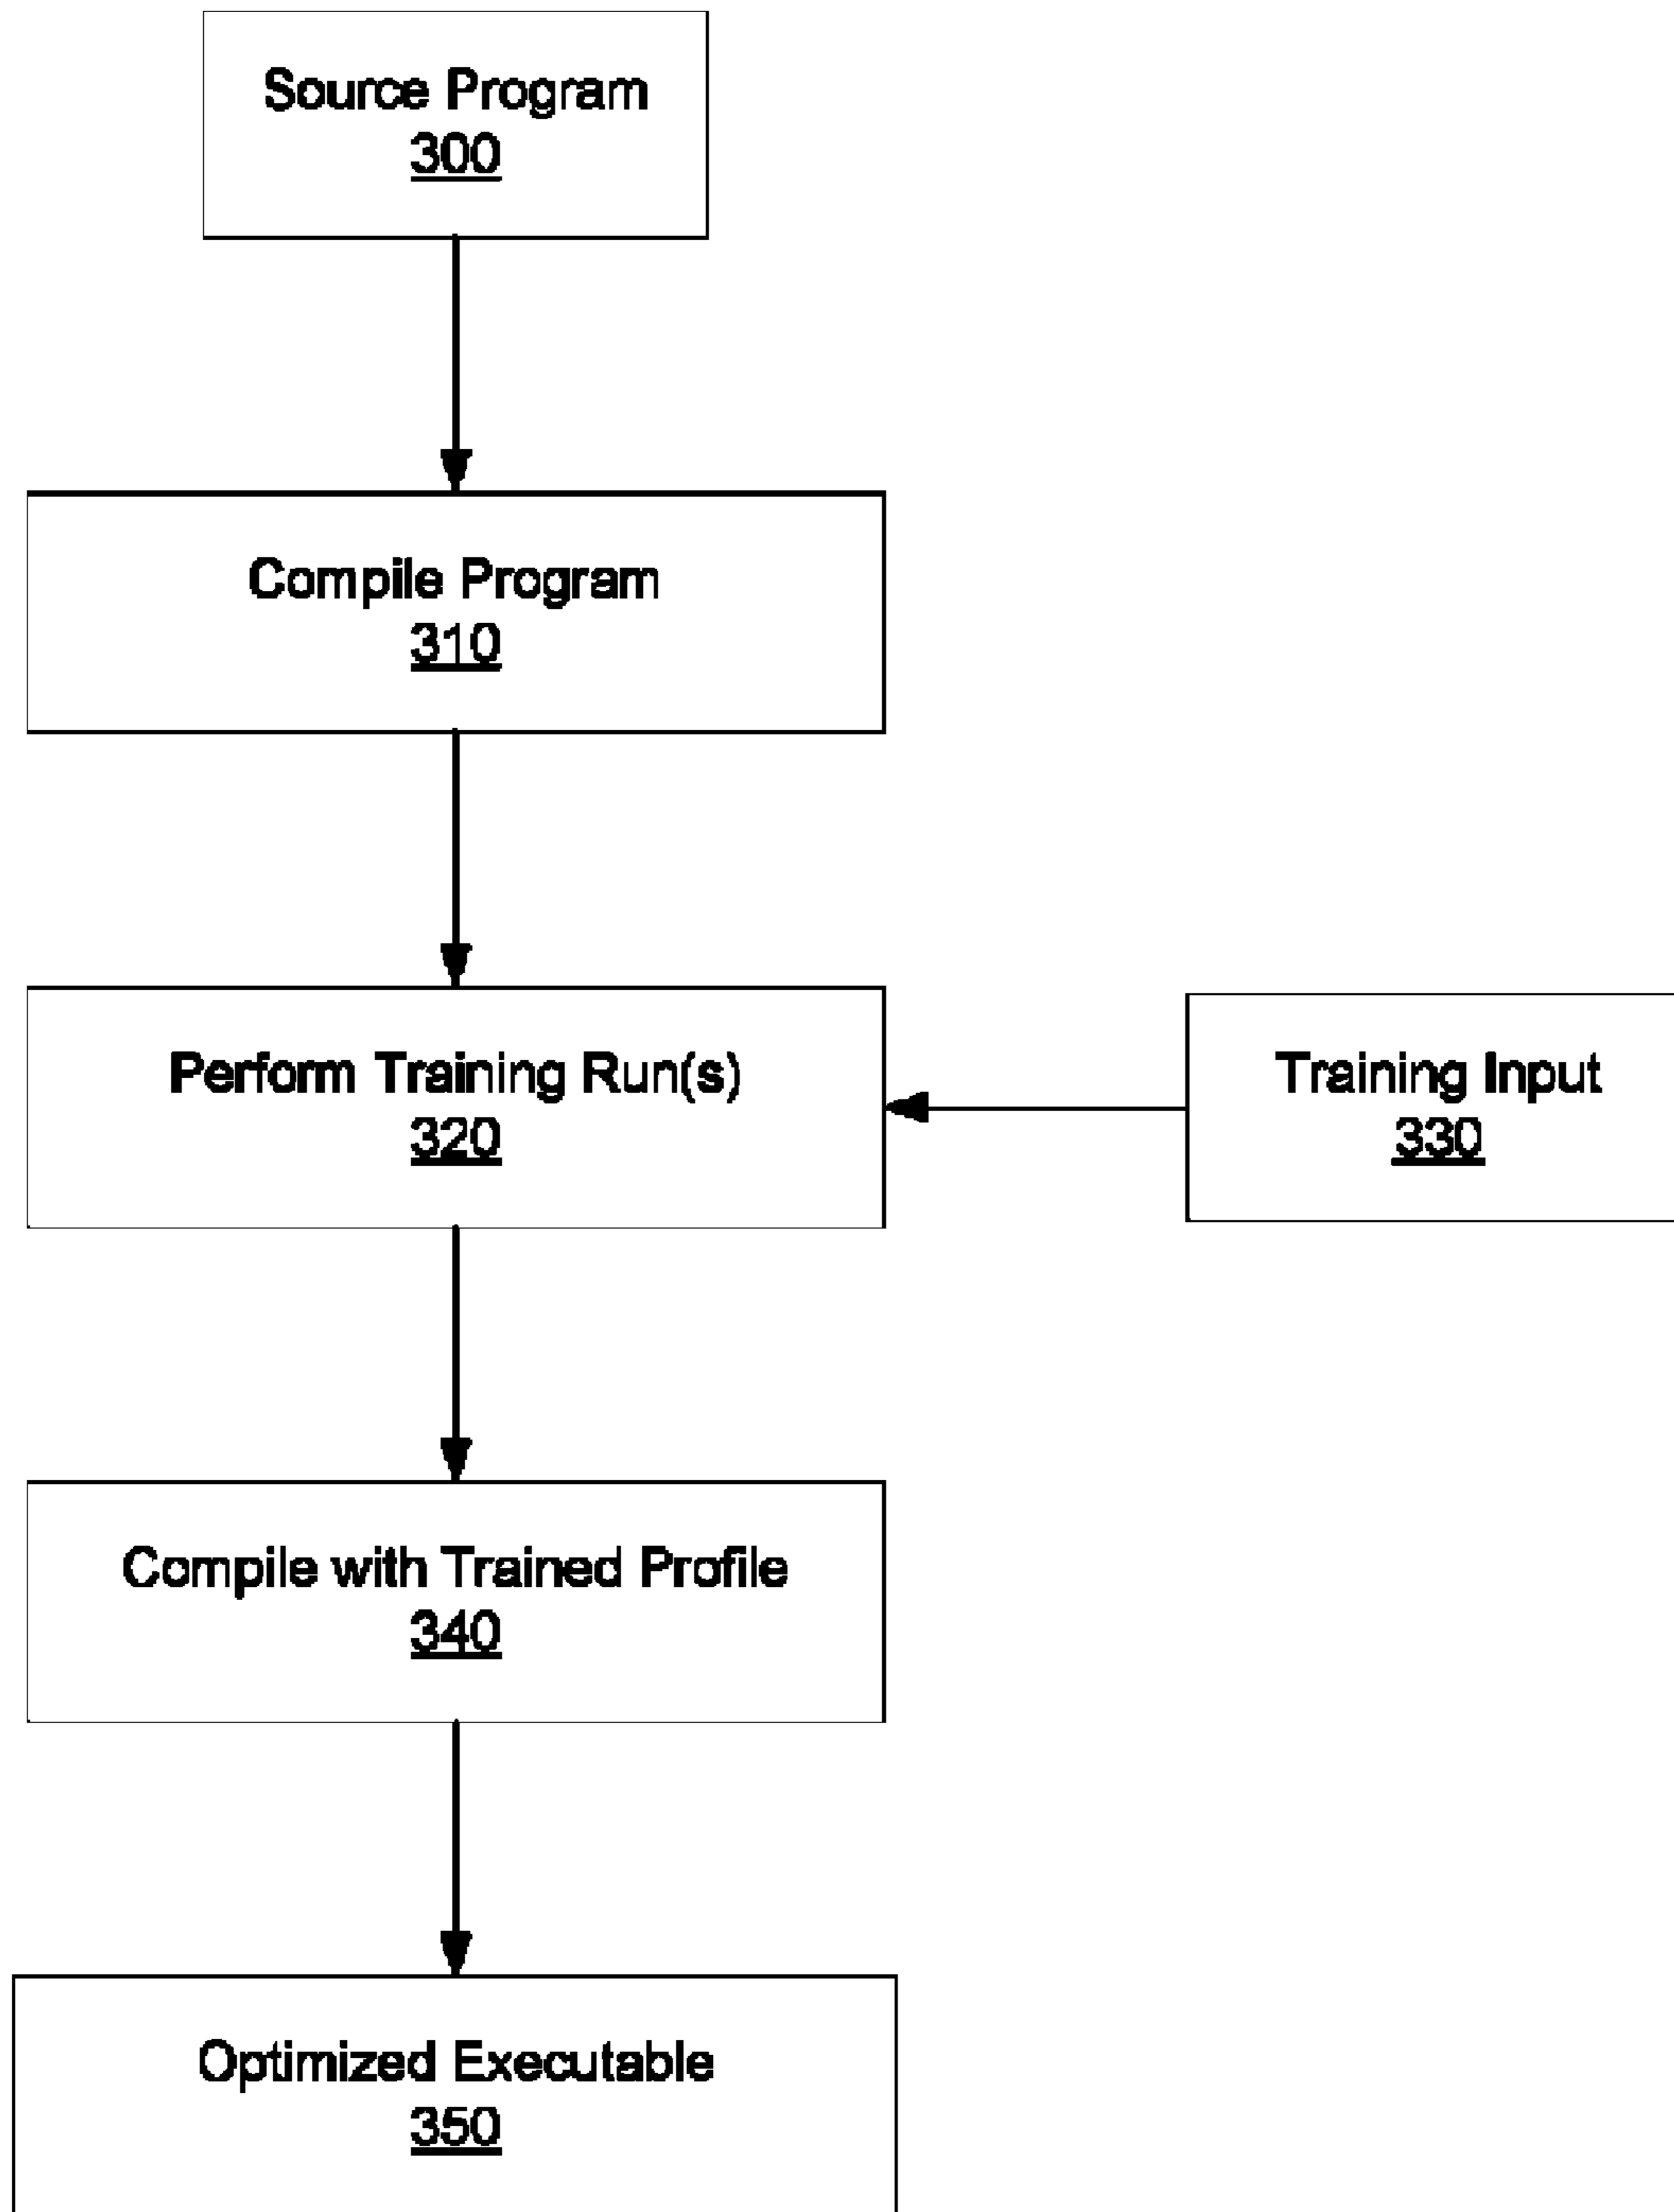 Source Program
300
Compile Program
310
Perform Training Run(s)
320
Training Input
330
Compile with Trained Profile
340
Optimized Executable
350